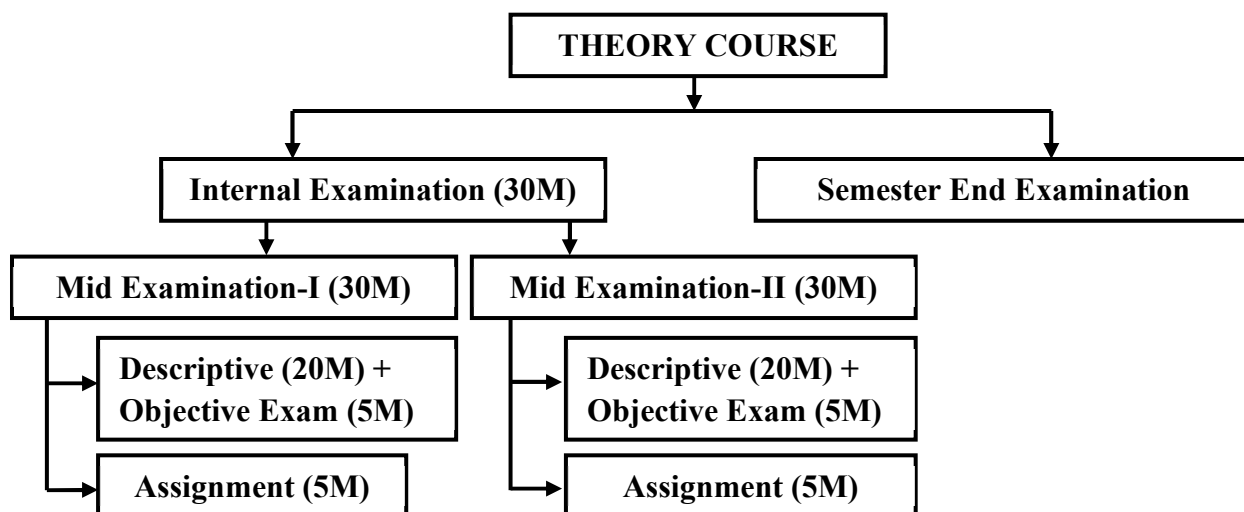 THEORY COURSE
Internal Examination (30M)
Semester End Examination
Mid Examination-I (30M)
Mid Examination-II (30M)
Descriptive (20M) +
Objective Exam (5M)
Descriptive (20M) +
Objective Exam (5M)
Assignment (5M)
Assignment (5M)